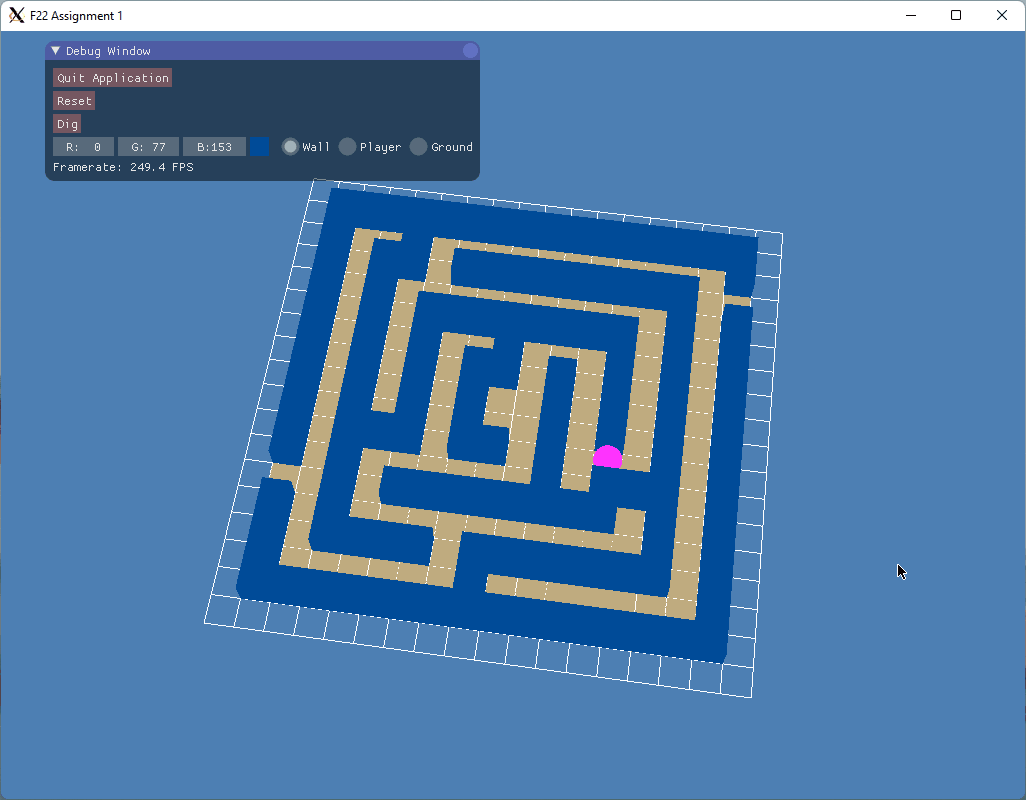 F22 Assignment 1
Debug Window
Quit Application
Reset
Dig
R: 0 G: 77 B:153 Wall Player Ground
Framerate: 249.4 FPS